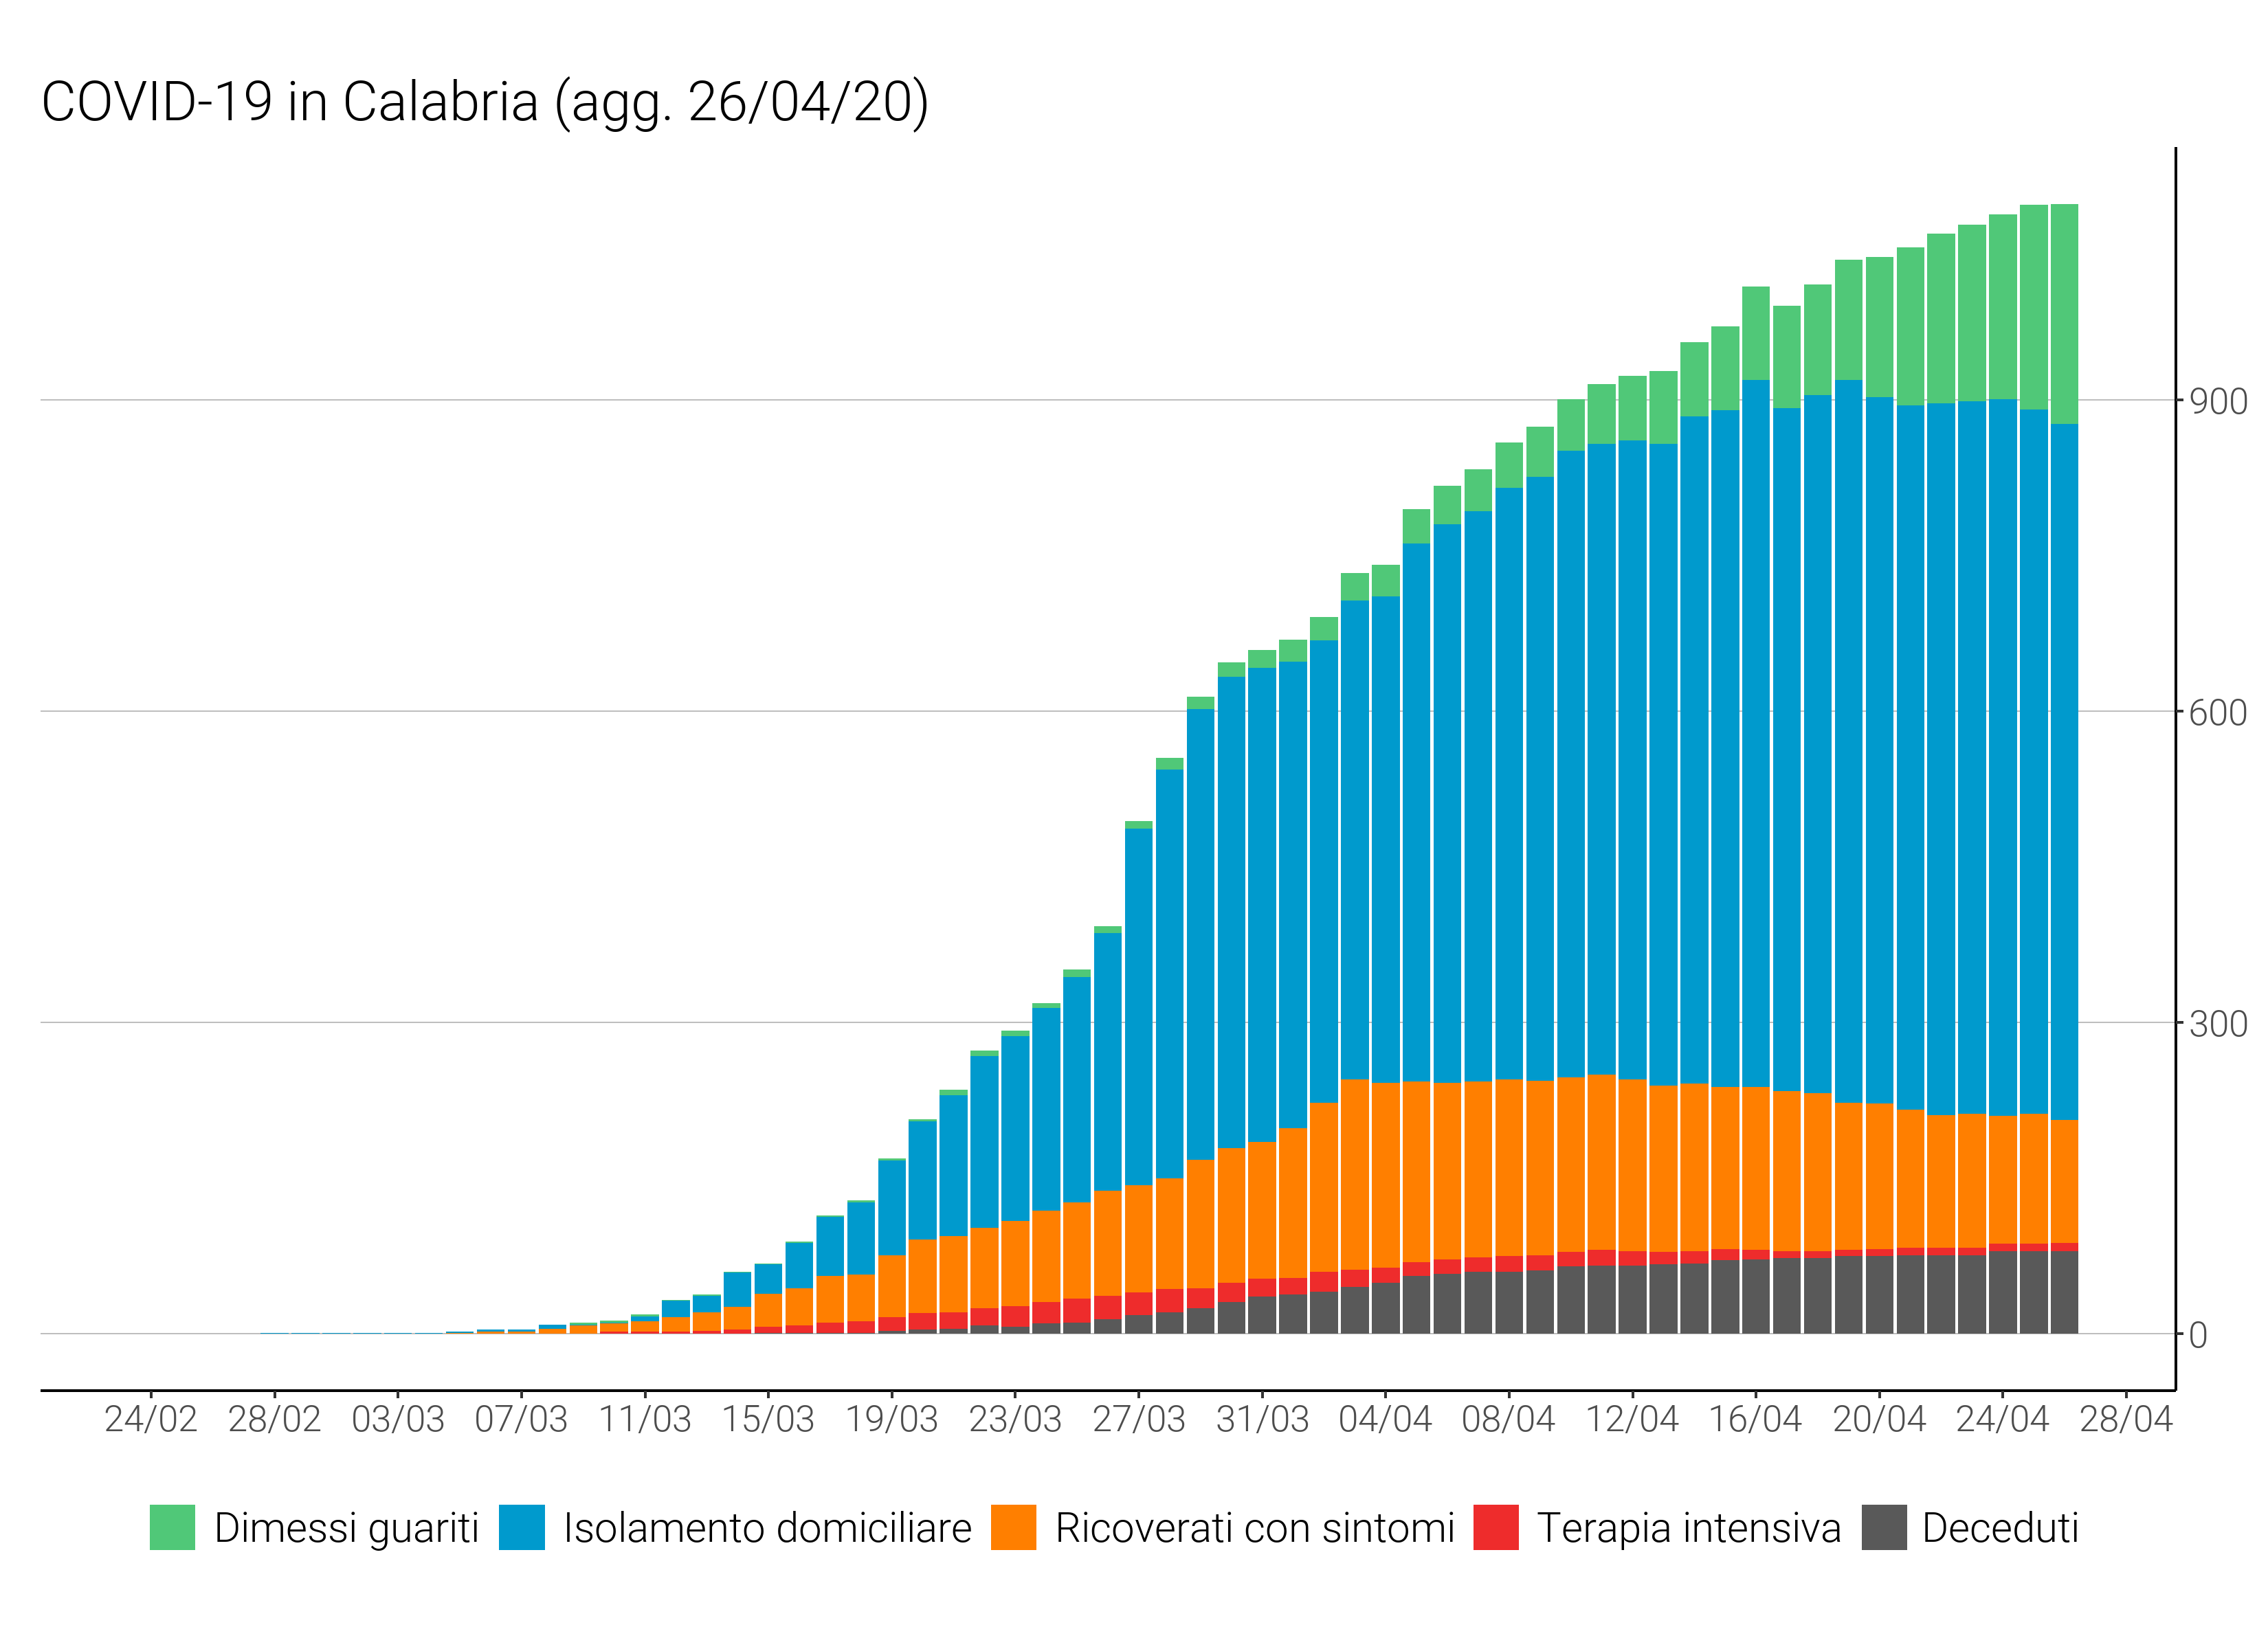 COVID-19 in Calabria (agg. 26/04/20)
900
600
300
0
24/02 28/02 03/03 07/03 11/03 15/03 19/03 23/03 27/03 31/03 04/04 08/04 12/04 16/04 20/04 24/04 28/04
Dimessi guariti Isolamento domiciliare Ricoverati con sintomi Terapia intensiva Deceduti